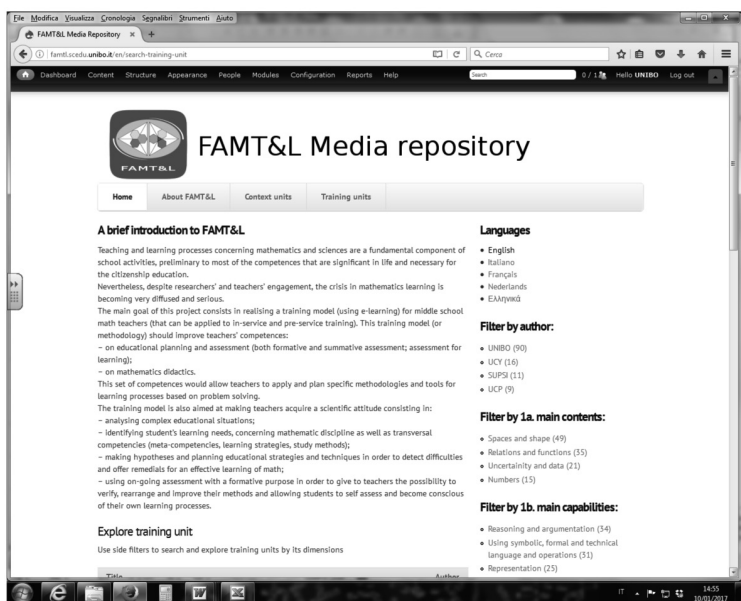 File Modifica Visualizza Cronologia Segnalibri Strumenti Aiuto
FAMT&L Media Repository × +
famtl.scedu.unibo.it/en/search-training-unit
Cerca
Dashboard Content Structure Appearance People Modules Configuration Reports Help
Search
0 / 1
Hello UNIBO Log out
FAMT&L
FAMT&L Media repository
Home About FAMT&L Context units Training units
A brief introduction to FAMT&L
Teaching and learning processes concerning mathematics and sciences are a fundamental component of
school activities, preliminary to most of the competences that are significant in life and necessary for
the citizenship education.
Nevertheless, despite researchers' and teachers' engagement, the crisis in mathematics learning is
becoming very diffused and serious.
The main goal of this project consists in realising a training model (using e-learning) for middle school
math teachers (that can be applied to in-service and pre-service training). This training model (or
methodology) should improve teachers' competences:
– on educational planning and assessment (both formative and summative assessment; assessment for
learning);
– on mathematics didactics.
This set of competences would allow teachers to apply and plan specific methodologies and tools for
learning processes based on problem solving.
The training model is also aimed at making teachers acquire a scientific attitude consisting in:
– analysing complex educational situations;
– identifying student's learning needs, concerning mathematic discipline as well as transversal
competencies (meta-competencies, learning strategies, study methods);
– making hypotheses and planning educational strategies and techniques in order to detect difficulties
and offer remedials for an effective learning of math;
– using on-going assessment with a formative purpose in order to give to teachers the possibility to
verify, rearrange and improve their methods and allowing students to self assess and become conscious
of their own learning processes.
Explore training unit
Use side filters to search and explore training units by its dimensions
Title Author
Languages
English
Italiano
Français
Nederlands
Ελληνικά
Filter by author:
UNIBO (90)
UCY (16)
SUPSI (11)
UCP (9)
Filter by 1a. main contents:
Spaces and shape (49)
Relations and functions (35)
Uncertainity and data (21)
Numbers (15)
Filter by 1b. main capabilities:
Reasoning and argumentation (34)
Using symbolic, formal and technical
language and operations (31)
Representation (25)
IT
14:55
10/01/2017